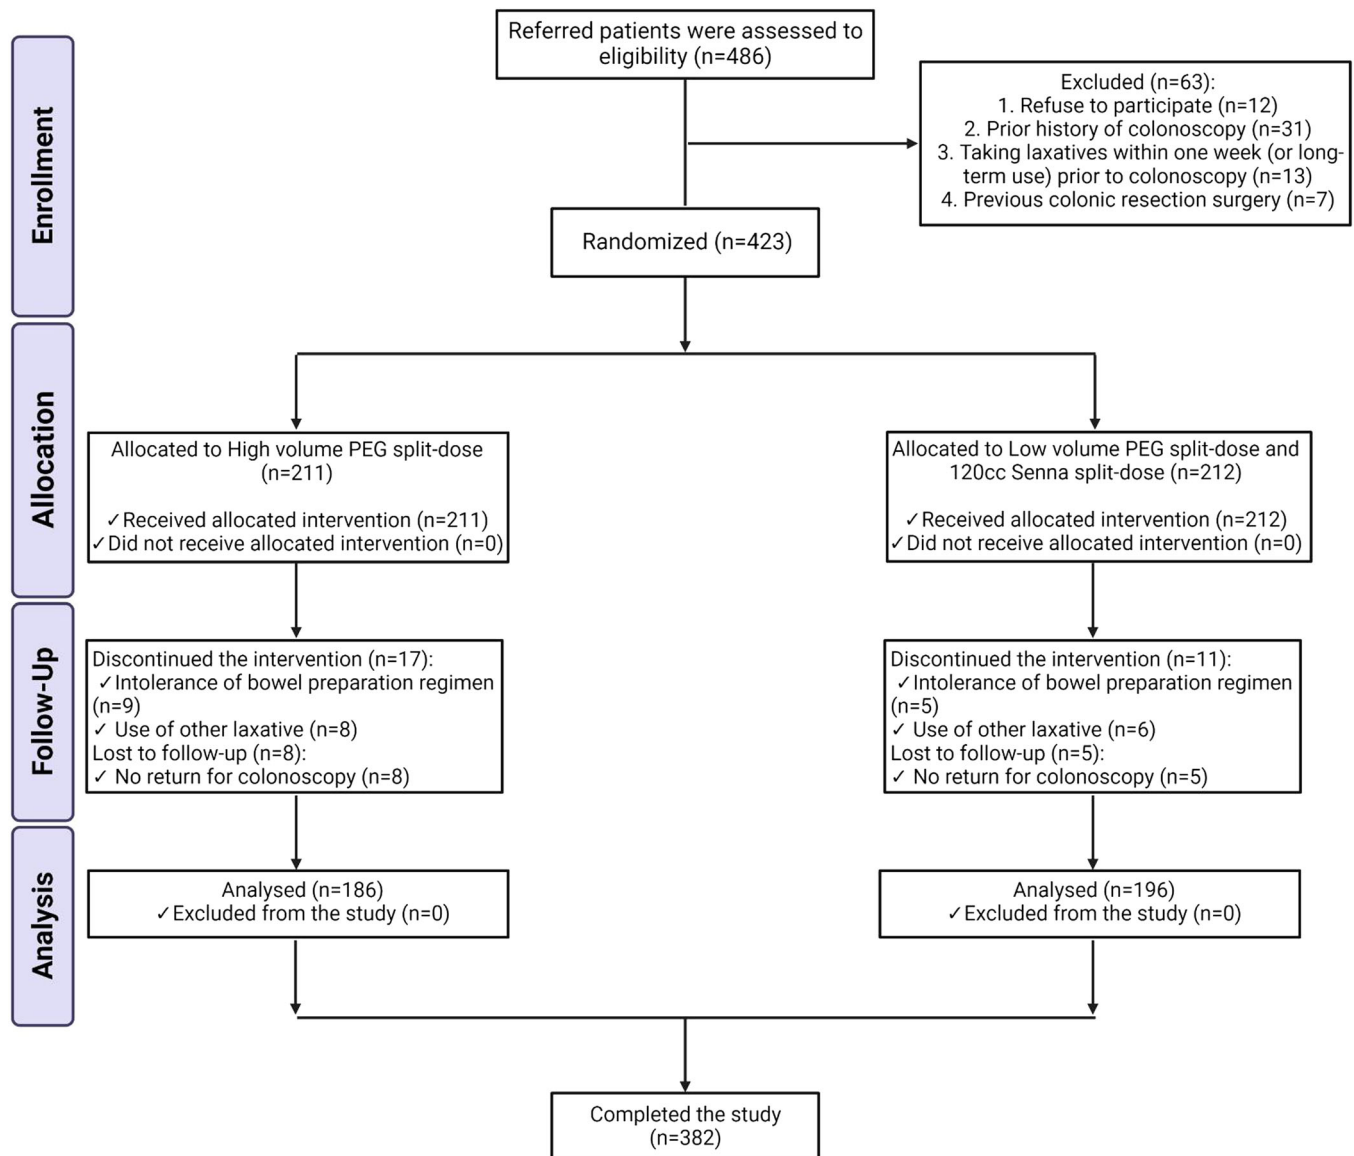 Referred patients were assessed to
eligibility (n=486)
Excluded (n=63):
1. Refuse to participate (n=12)
2. Prior history of colonoscopy (n=31)
3. Taking laxatives within one week (or long-
term use) prior to colonoscopy (n=13)
4. Previous colonic resection surgery (n=7)
Enrollment
Randomized (n=423)
Allocation
Allocated to High volume PEG split-dose
(n=211)
✓Received allocated intervention (n=211)
✓Did not receive allocated intervention (n=0)
Allocated to Low volume PEG split-dose and
120cc Senna split-dose (n=212)
✓Received allocated intervention (n=212)
✓Did not receive allocated intervention (n=0)
Follow-Up
Discontinued the intervention (n=17):
✓Intolerance of bowel preparation regimen
(n=9)
✓ Use of other laxative (n=8)
Lost to follow-up (n=8):
✓ No return for colonoscopy (n=8)
Discontinued the intervention (n=11):
✓Intolerance of bowel preparation regimen
(n=5)
✓ Use of other laxative (n=6)
Lost to follow-up (n=5):
✓ No return for colonoscopy (n=5)
Analysis
Analysed (n=186)
✓Excluded from the study (n=0)
Analysed (n=196)
✓Excluded from the study (n=0)
Completed the study
(n=382)